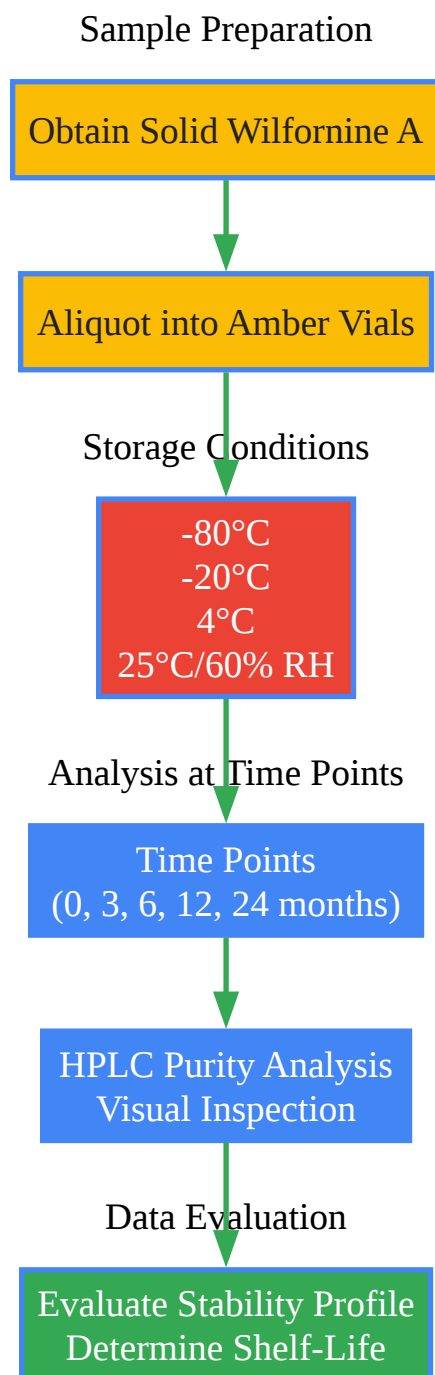 Sample Preparation
Obtain Solid Wilfornine A
Aliquot into Amber Vials
Storage Conditions
-80°C
-20°C
4°C
25°C/60% RH
Analysis at Time Points
Time Points
(0, 3, 6, 12, 24 months)
HPLC Purity Analysis
Visual Inspection
Data Evaluation
Evaluate Stability Profile
Determine Shelf-Life